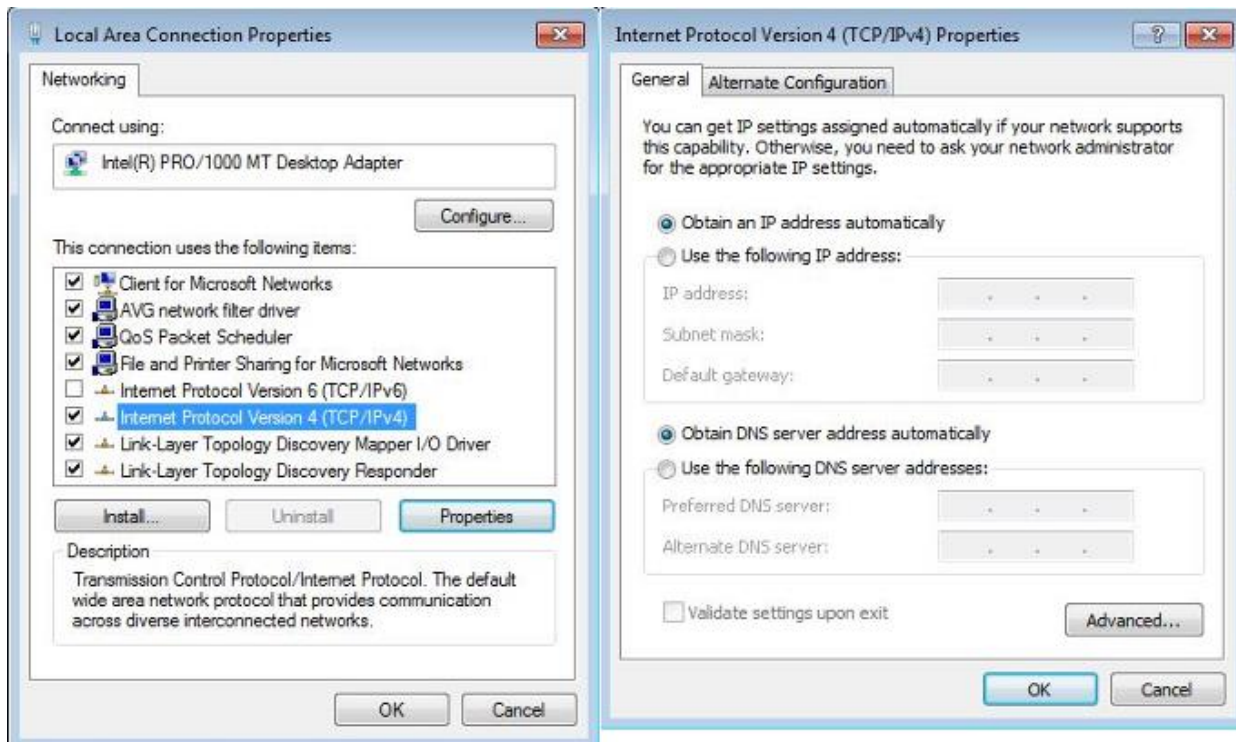 Local Area Connection Properties
Networking
Connect using:
Intel(R) PRO/1000 MT Desktop Adapter
Configure...
This connection uses the following items:
Client for Microsoft Networks
AVG network filter driver
QoS Packet Scheduler
File and Printer Sharing for Microsoft Networks
Internet Protocol Version 6 (TCP/IPv6)
Internet Protocol Version 4 (TCP/IPv4)
Link-Layer Topology Discovery Mapper I/O Driver
Link-Layer Topology Discovery Responder
Install...
Uninstall
Properties
Description
Transmission Control Protocol/Internet Protocol. The default
wide area network protocol that provides communication
across diverse interconnected networks.
OK
Cancel
Internet Protocol Version 4 (TCP/IPv4) Properties
General
Alternate Configuration
You can get IP settings assigned automatically if your network supports
this capability. Otherwise, you need to ask your network administrator
for the appropriate IP settings.
Obtain an IP address automatically
Use the following IP address:
IP address:
Subnet mask:
Default gateway:
Obtain DNS server address automatically
Use the following DNS server addresses:
Preferred DNS server:
Alternate DNS server:
Validate settings upon exit
Advanced...
OK
Cancel